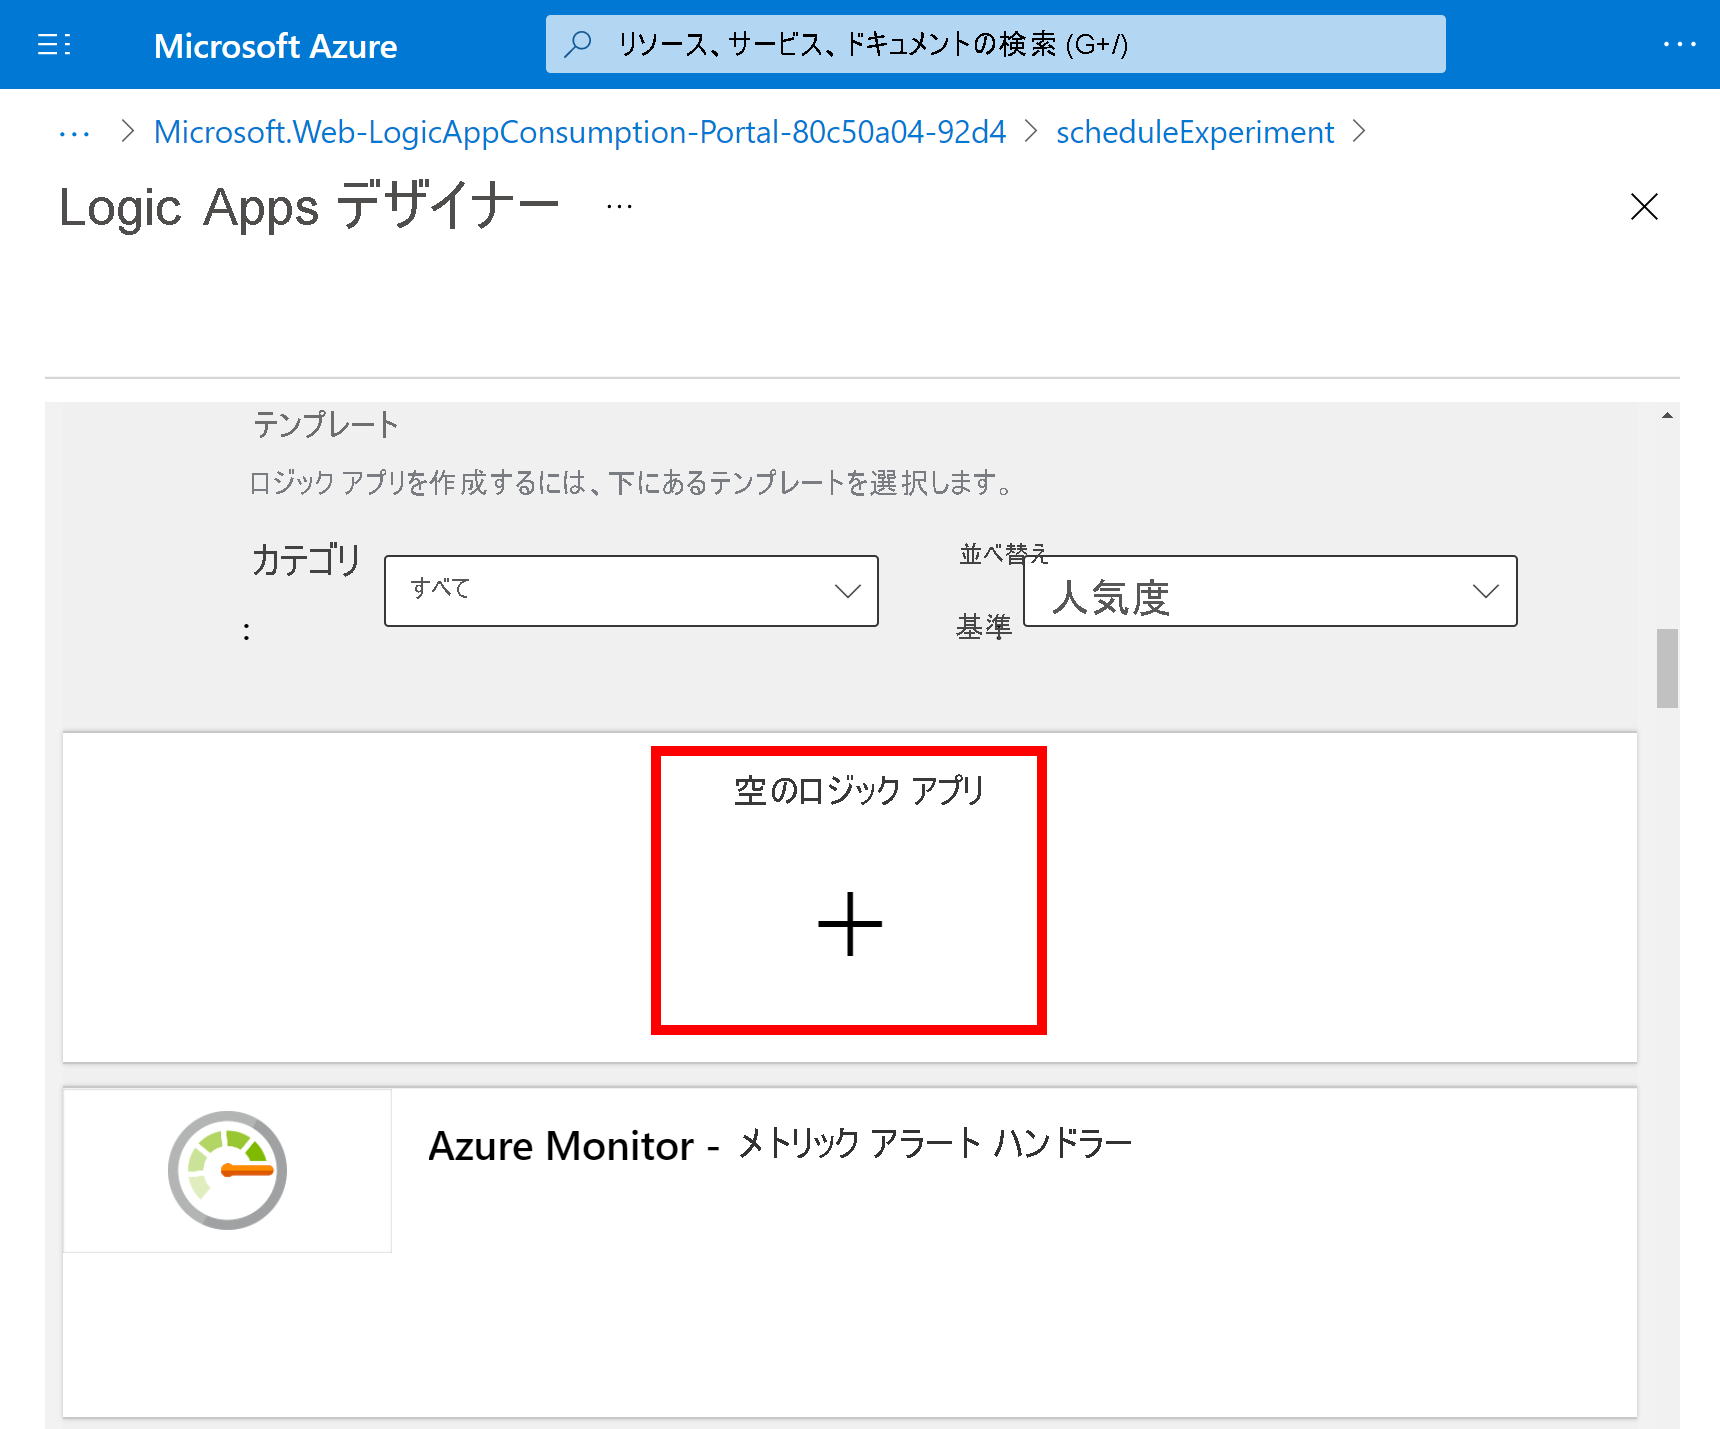 Microsoft Azure
リソース、サービス、ドキュメントの検索 (G+/)
...
... > Microsoft.Web-LogicAppConsumption-Portal-80c50a04-92d4 > scheduleExperiment >
Logic Apps デザイナー ...
テンプレート
ロジック アプリを作成するには、下にあるテンプレートを選択します。
カテゴリ
:
すべて
並べ替え
基準
人気度
空のロジック アプリ
Azure Monitor - メトリック アラート ハンドラー